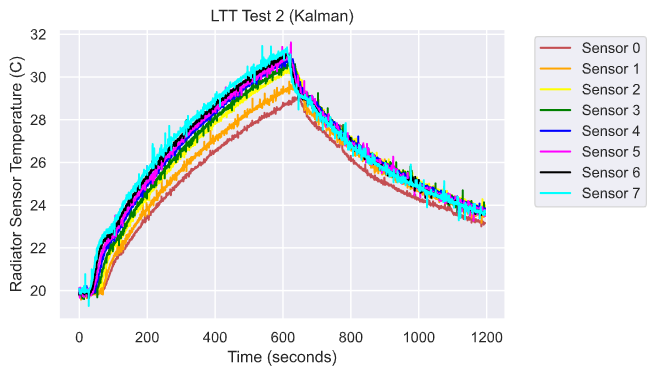 LTT Test 2 (Kalman)
32
30
28
26
24
22
20
Radiator Sensor Temperature (C)
0
200
400
600
800
1000
1200
Time (seconds)
Sensor 0
Sensor 1
Sensor 2
Sensor 3
Sensor 4
Sensor 5
Sensor 6
Sensor 7